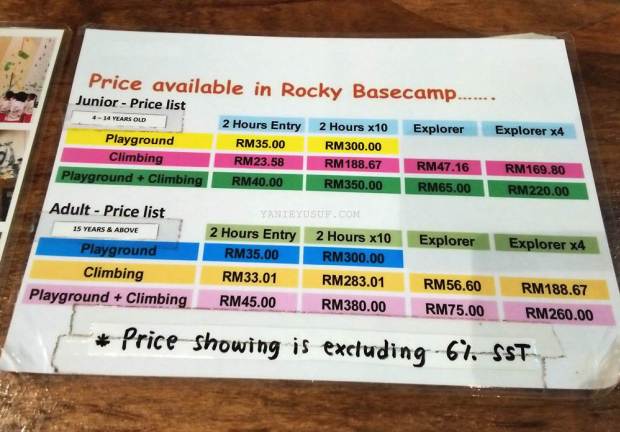 Price available in Rocky Basecamp.......
Junior - Price list
4 – 14 YEARS OLD
2 Hours Entry 2 Hours x10 Explorer Explorer x4
Playground RM35.00 RM300.00
Climbing RM23.58 RM188.67 RM47.16 RM169.80
Playground + Climbing RM40.00 RM350.00 RM65.00 RM220.00
Adult - Price list
YANIEYUSUF.COM
15 YEARS & ABOVE
2 Hours Entry 2 Hours x10 Explorer Explorer x4
Playground RM35.00 RM300.00
Climbing RM33.01 RM283.01 RM56.60 RM188.67
Playground + Climbing RM45.00 RM380.00 RM75.00 RM260.00
* Price showing is excluding 6% SST